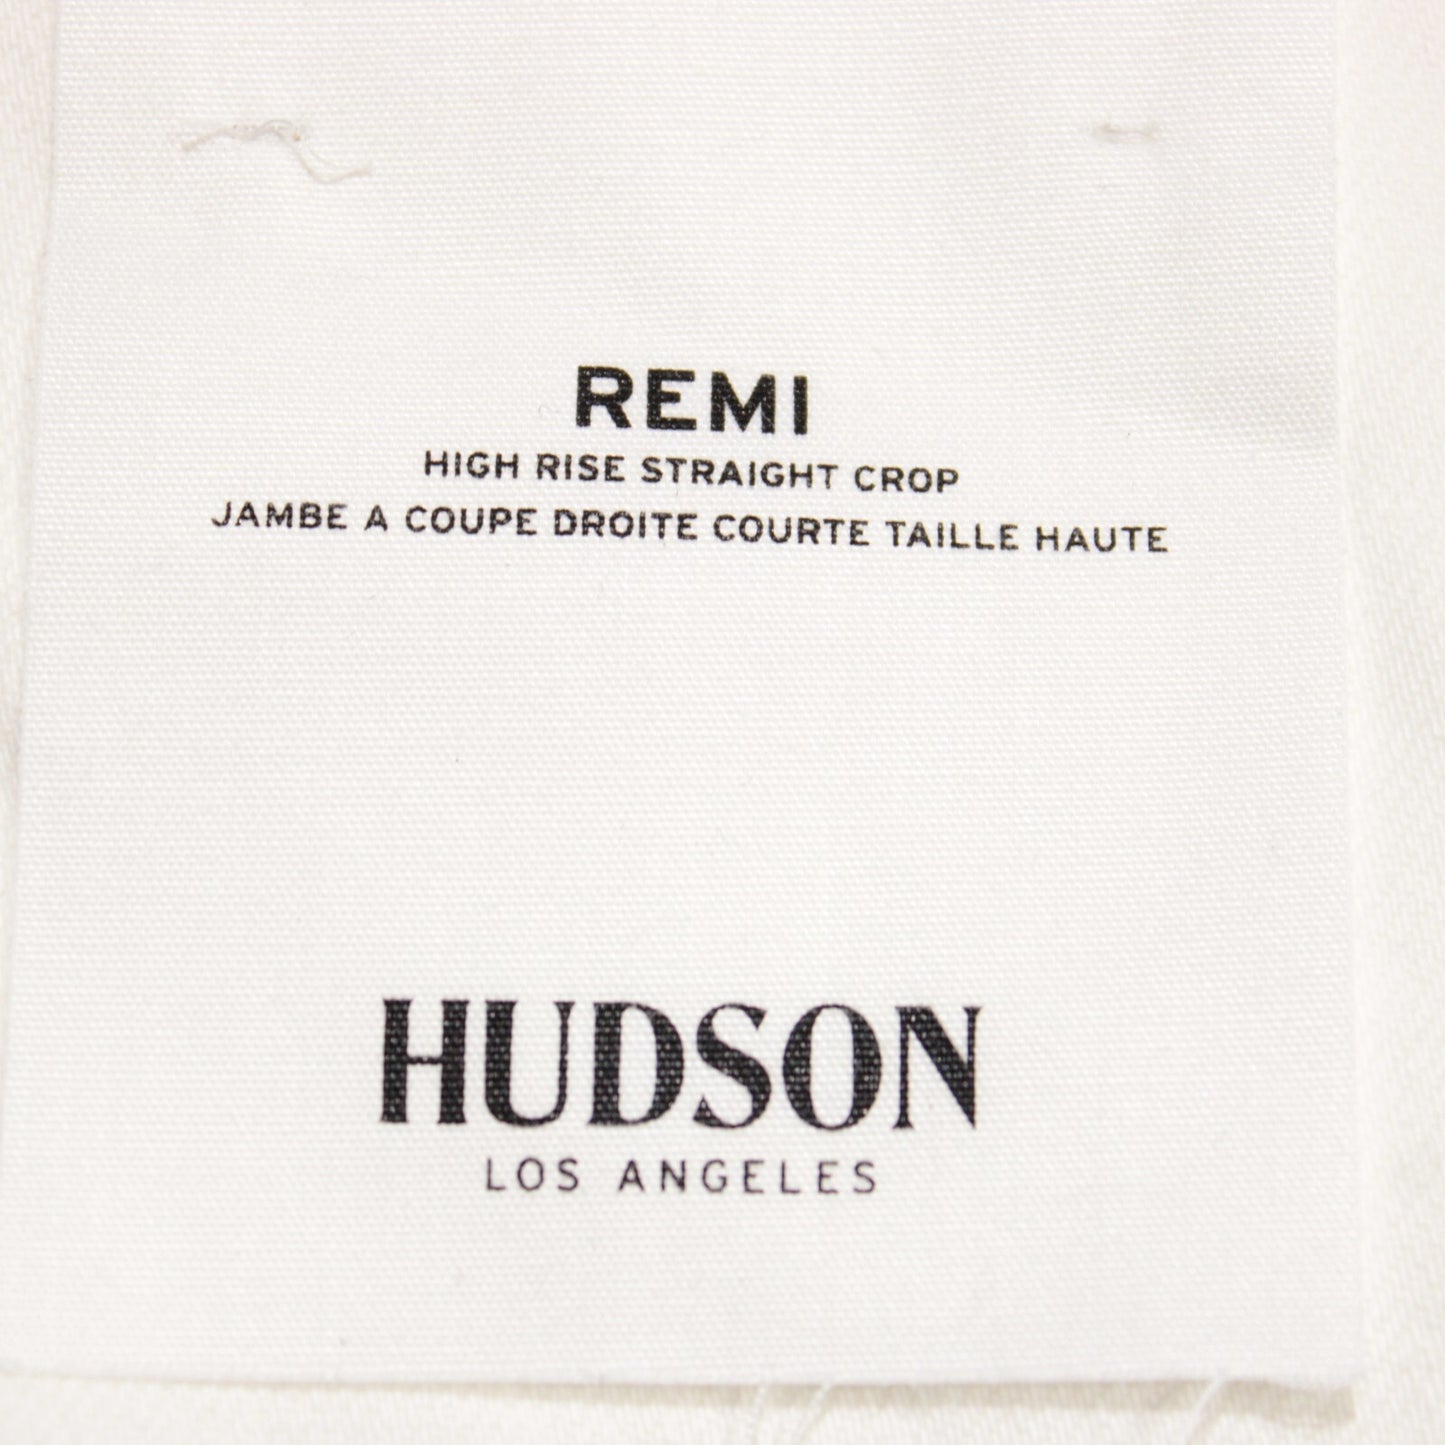 REMI
HIGH RISE STRAIGHT CROP
JAMBE A COUPE DROITE COURTE TAILLE HAUTE
HUDSON
LOS ANGELES